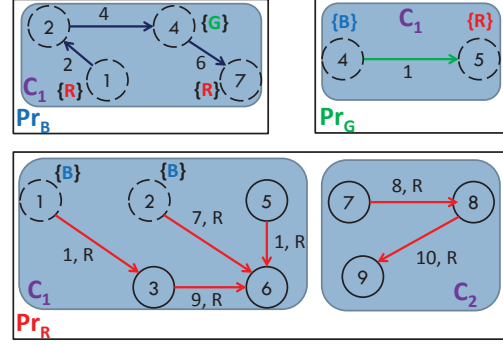 2 4 4 {G}
2 6
C1 {R} 1 {R} 7
PrB
{B} C1 {R}
4 1 5
PrG
{B} {B}
1 2 5
7, R
1, R 1, R
3 9, R 6
C1
PrR
7 8, R 8
10, R
9
C2